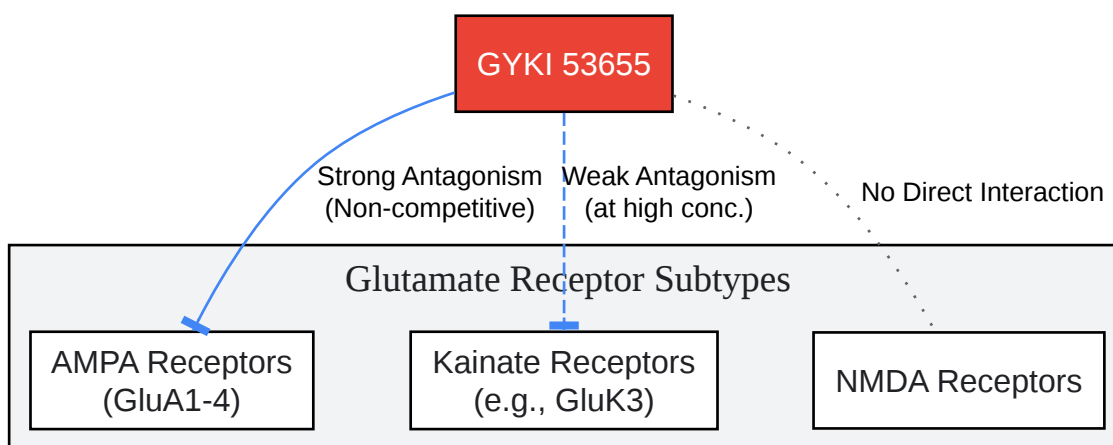 GYKI 53655
Strong Antagonism
(Non-competitive)
Weak Antagonism
(at high conc.)
No Direct Interaction
Glutamate Receptor Subtypes
AMPA Receptors
(GluA1-4)
Kainate Receptors
(e.g., GluK3)
NMDA Receptors